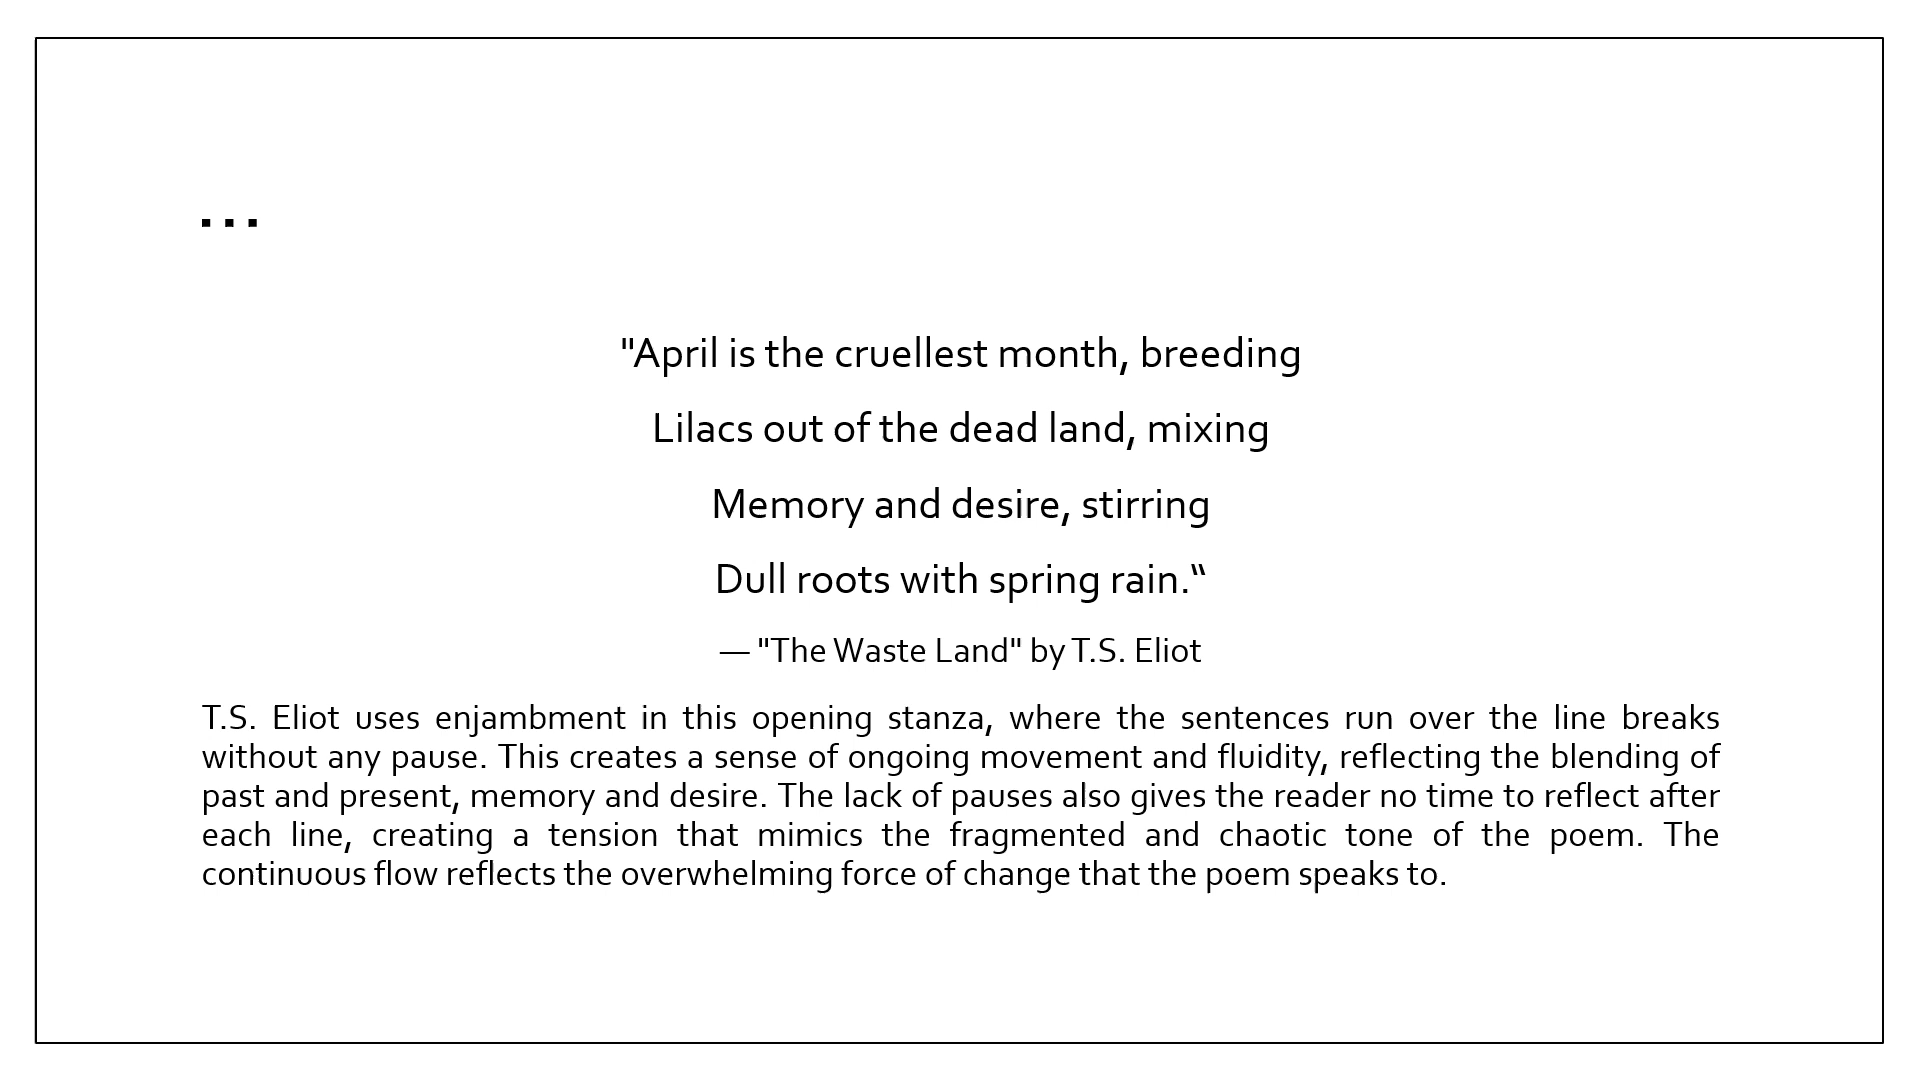 ...
"April is the cruellest month, breeding
Lilacs out of the dead land, mixing
Memory and desire, stirring
Dull roots with spring rain.“
— "The Waste Land" by T.S. Eliot
T.S. Eliot uses enjambment in this opening stanza, where the sentences run over the line breaks
without any pause. This creates a sense of ongoing movement and fluidity, reflecting the blending of
past and present, memory and desire. The lack of pauses also gives the reader no time to reflect after
each line, creating a tension that mimics the fragmented and chaotic tone of the poem. The
continuous flow reflects the overwhelming force of change that the poem speaks to.